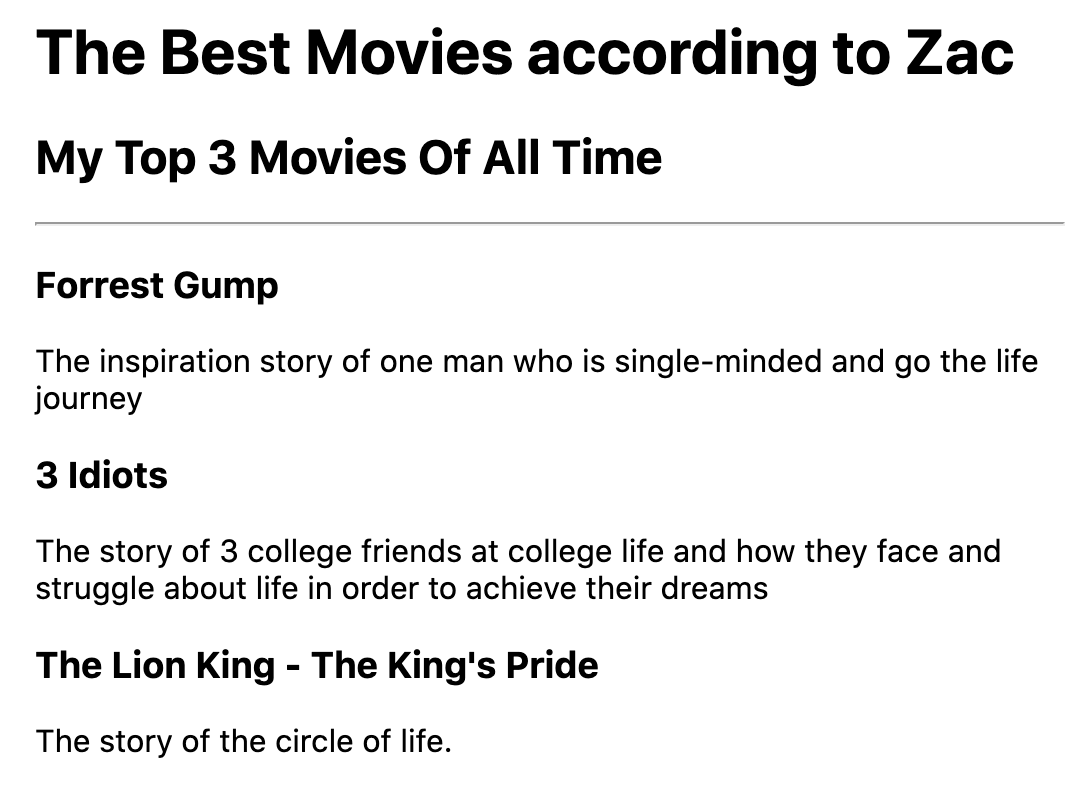 The Best Movies according to Zac
My Top 3 Movies Of All Time
Forrest Gump
The inspiration story of one man who is single-minded and go the life
journey
3 Idiots
The story of 3 college friends at college life and how they face and
struggle about life in order to achieve their dreams
The Lion King - The King's Pride
The story of the circle of life.